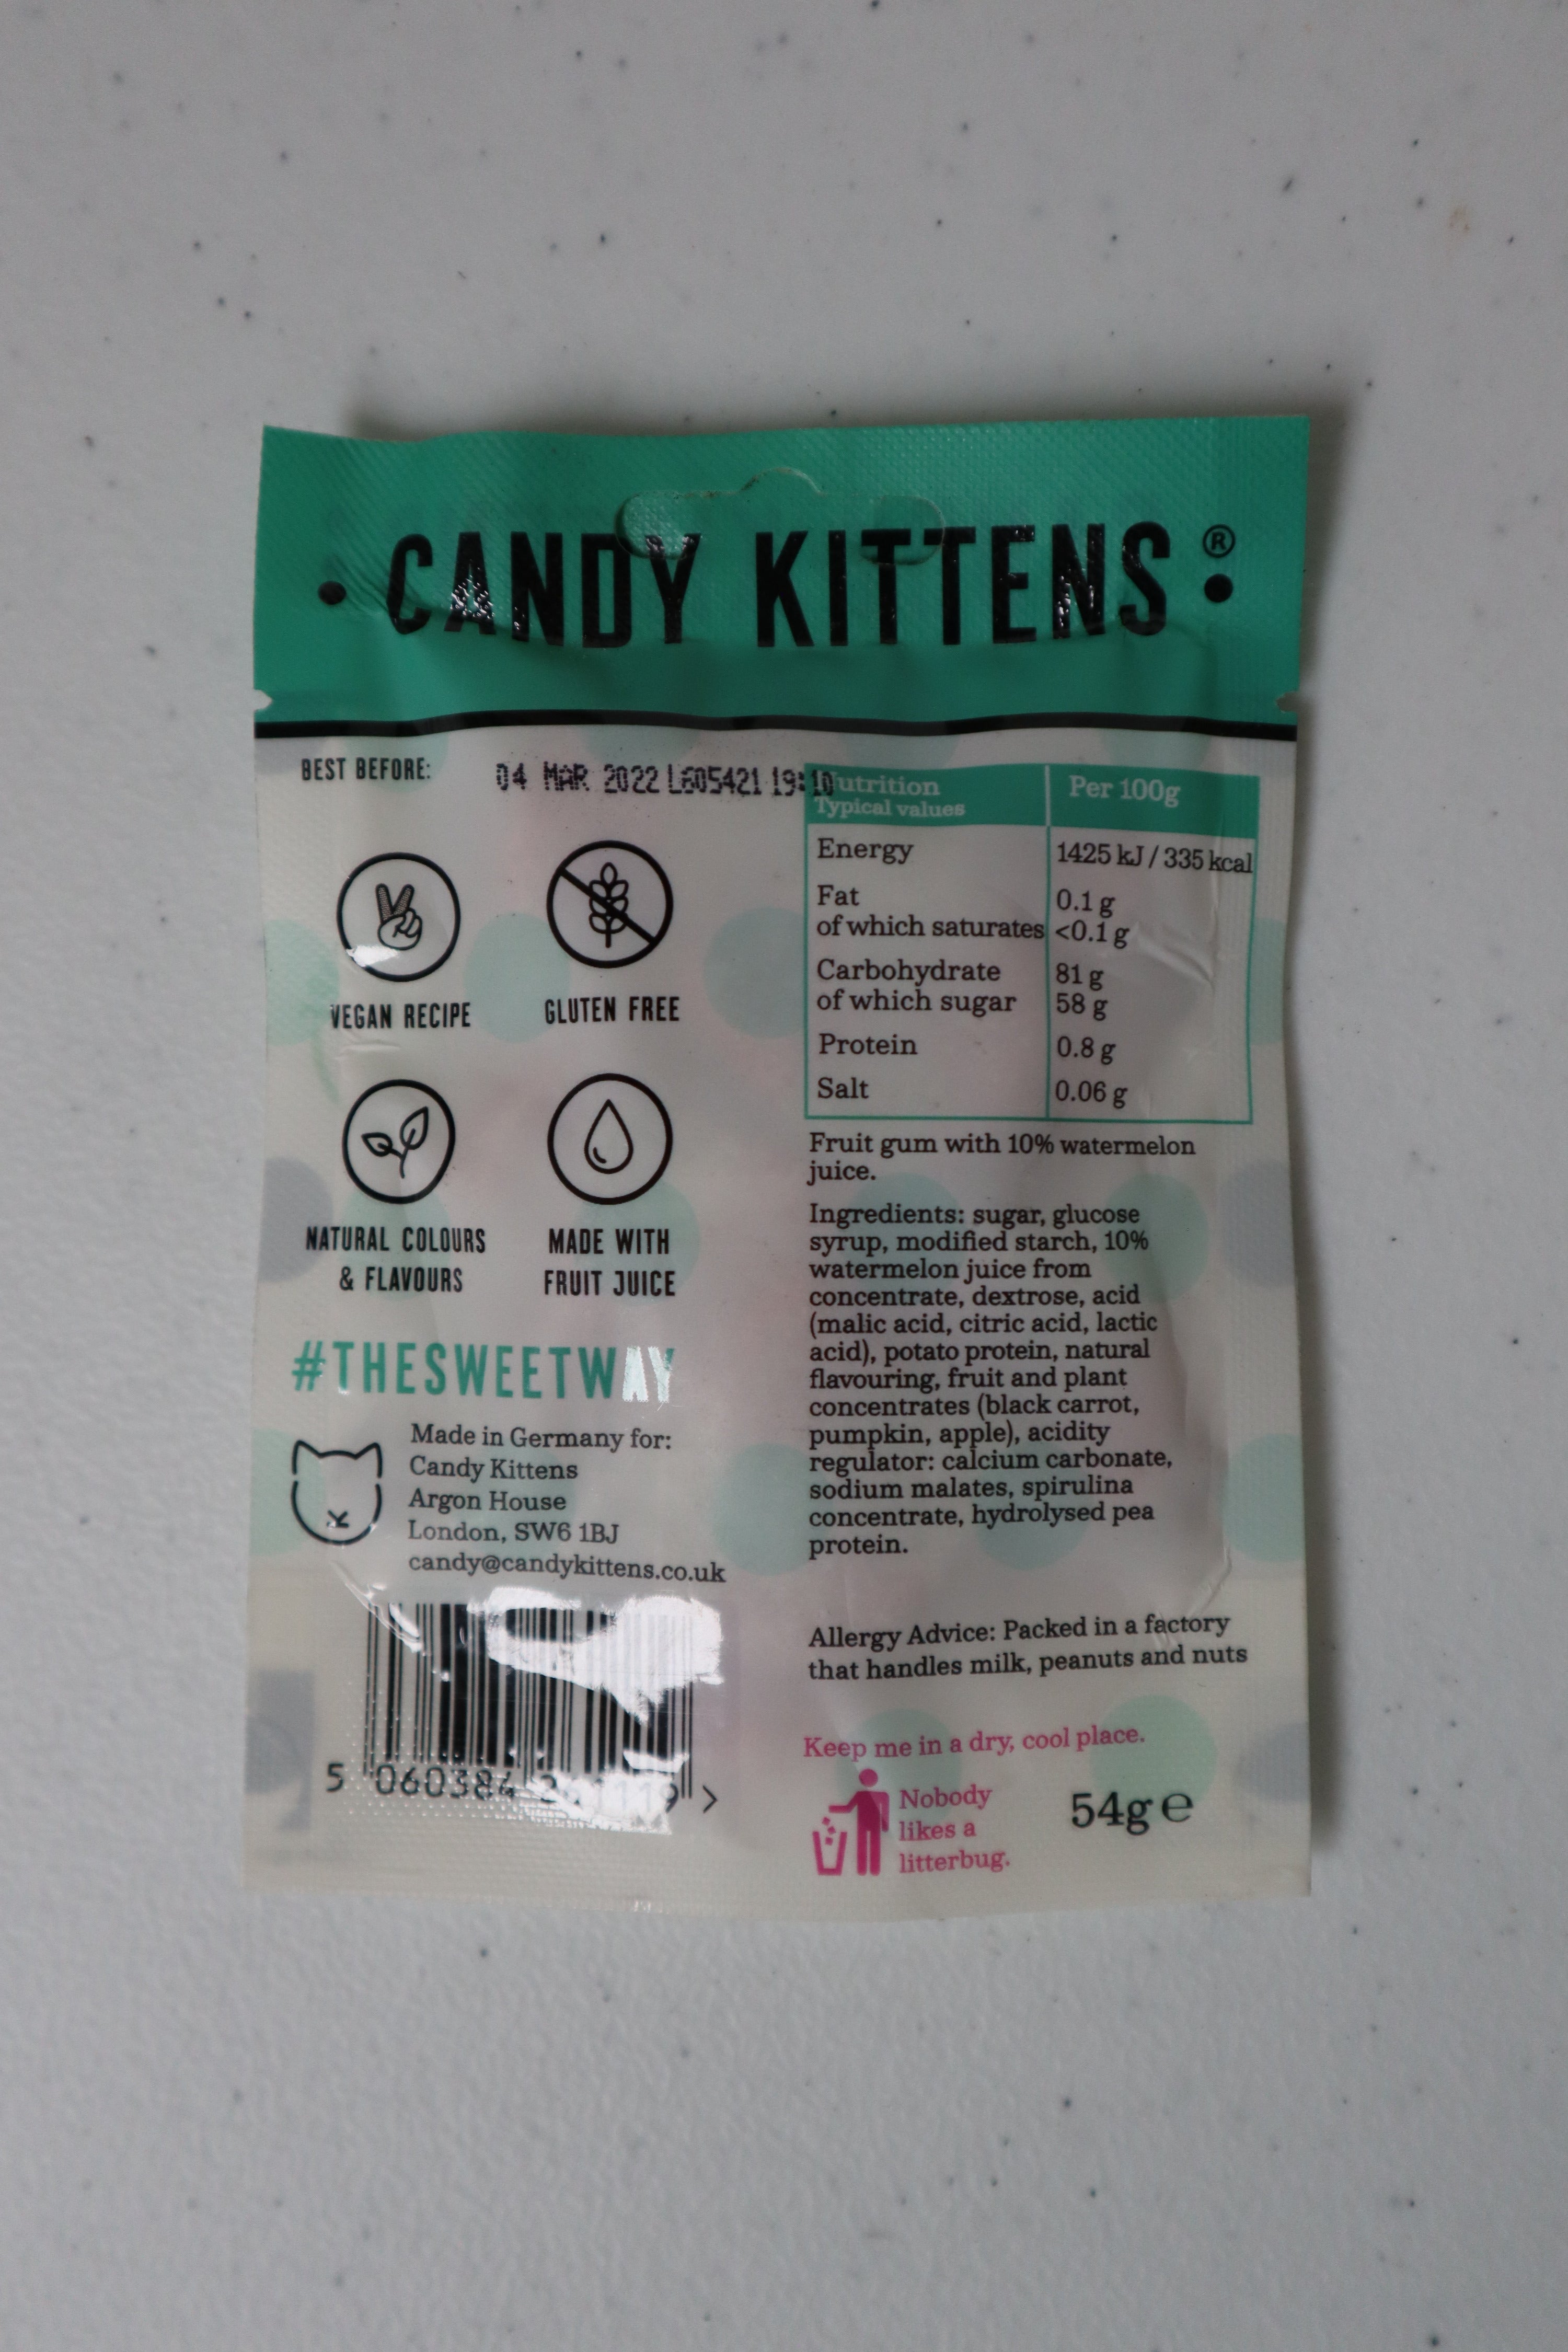 CANDY KITTENS®
BEST BEFORE: 04 MAR 2022 L605421 19:10
VEGAN RECIPE
GLUTEN FREE
NATURAL COLOURS
& FLAVOURS
MADE WITH
FRUIT JUICE
#THESWEETWAY
Made in Germany for:
Candy Kittens
Argon House
London, SW6 1BJ
candy@candykittens.co.uk
5 060384
Nutrition Per 100g
Typical values
Energy 1425 kJ / 335 kcal
Fat 0.1 g
of which saturates <0.1 g
Carbohydrate 81 g
of which sugar 58 g
Protein 0.8 g
Salt 0.06 g
Fruit gum with 10% watermelon
juice.
Ingredients: sugar, glucose
syrup, modified starch, 10%
watermelon juice from
concentrate, dextrose, acid
(malic acid, citric acid, lactic
acid), potato protein, natural
flavouring, fruit and plant
concentrates (black carrot,
pumpkin, apple), acidity
regulator: calcium carbonate,
sodium malates, spirulina
concentrate, hydrolysed pea
protein.
Allergy Advice: Packed in a factory
that handles milk, peanuts and nuts
Keep me in a dry, cool place.
Nobody
likes a
litterbug.
54g e